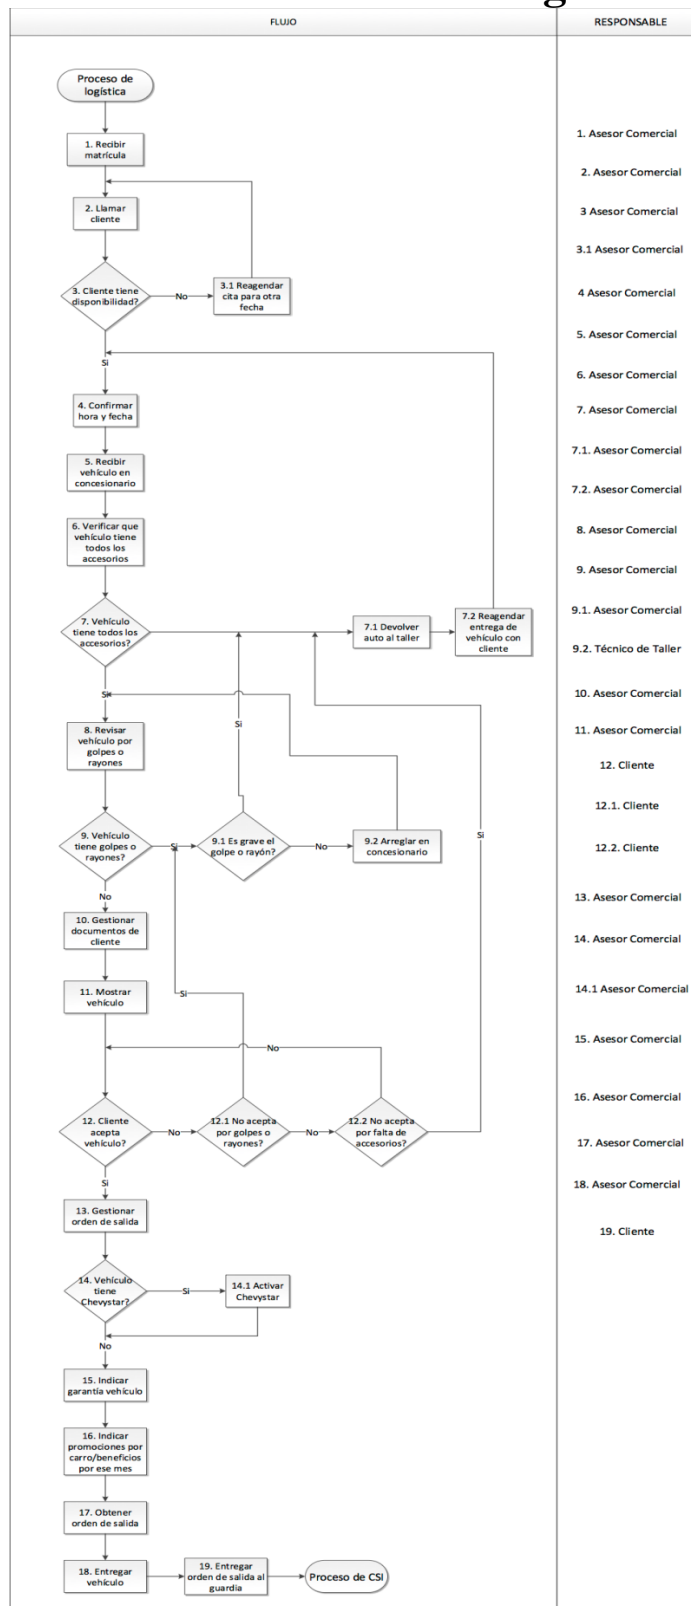 FLUJO
RESPONSABLE
Proceso de
logística
1. Recibir
matrícula
2. Llamar
cliente
3. Cliente tiene
disponibilidad?
No
3.1 Reagendar
cita para otra
fecha
Si
4. Confirmar
hora y fecha
5. Recibir
vehículo en
concesionario
6. Verificar que
vehículo tiene
todos los
accesorios
7. Vehículo
tiene todos los
accesorios?
7.1 Devolver
auto al taller
7.2 Reagendar
entrega de
vehículo con
cliente
Si
8. Revisar
vehículo por
golpes o
rayones
Si
9. Vehículo
tiene golpes o
rayones?
Si
9.1 Es grave el
golpe o rayón?
No
9.2 Arreglar en
concesionario
Si
No
10. Gestionar
documentos de
cliente
11. Mostrar
vehículo
Si
No
12. Cliente
acepta
vehículo?
No
12.1 No acepta
por golpes o
rayones?
No
12.2 No acepta
por falta de
accesorios?
Si
13. Gestionar
orden de salida
14. Vehículo
tiene
Chevystar?
Si
14.1 Activar
Chevystar
No
15. Indicar
garantía vehículo
16. Indicar
promociones por
carro/beneficios
por ese mes
17. Obtener
orden de salida
18. Entregar
vehículo
19. Entregar
orden de salida al
guardia
Proceso de CSI
1. Asesor Comercial
2. Asesor Comercial
3 Asesor Comercial
3.1 Asesor Comercial
4 Asesor Comercial
5. Asesor Comercial
6. Asesor Comercial
7. Asesor Comercial
7.1. Asesor Comercial
7.2. Asesor Comercial
8. Asesor Comercial
9. Asesor Comercial
9.1. Asesor Comercial
9.2. Técnico de Taller
10. Asesor Comercial
11. Asesor Comercial
12. Cliente
12.1. Cliente
12.2. Cliente
13. Asesor Comercial
14. Asesor Comercial
14.1 Asesor Comercial
15. Asesor Comercial
16. Asesor Comercial
17. Asesor Comercial
18. Asesor Comercial
19. Cliente